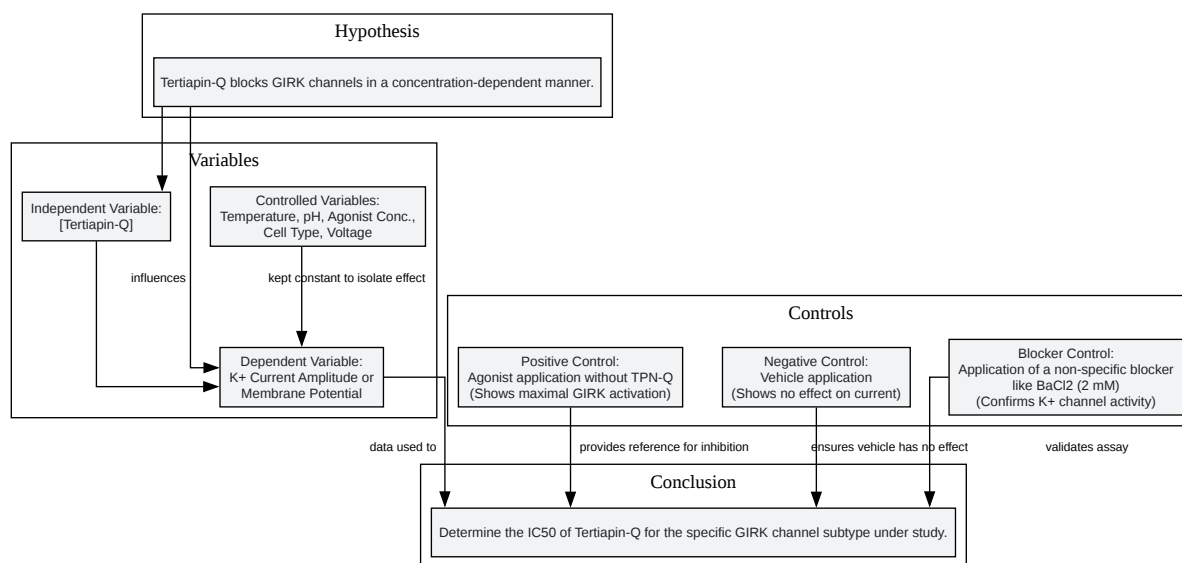 Hypothesis
Tertiapin-Q blocks GIRK channels in a concentration-dependent manner.
Variables
Independent Variable:
[Tertiapin-Q]
Controlled Variables:
Temperature, pH, Agonist Conc.,
Cell Type, Voltage
influences
kept constant to isolate effect
Dependent Variable:
K+ Current Amplitude or
Membrane Potential
Controls
Positive Control:
Agonist application without TPN-Q
(Shows maximal GIRK activation)
Negative Control:
Vehicle application
(Shows no effect on current)
Blocker Control:
Application of a non-specific blocker
like BaCl2 (2 mM)
(Confirms K+ channel activity)
data used to
provides reference for inhibition
ensures vehicle has no effect
validates assay
Conclusion
Determine the IC50 of Tertiapin-Q for the specific GIRK channel subtype under study.